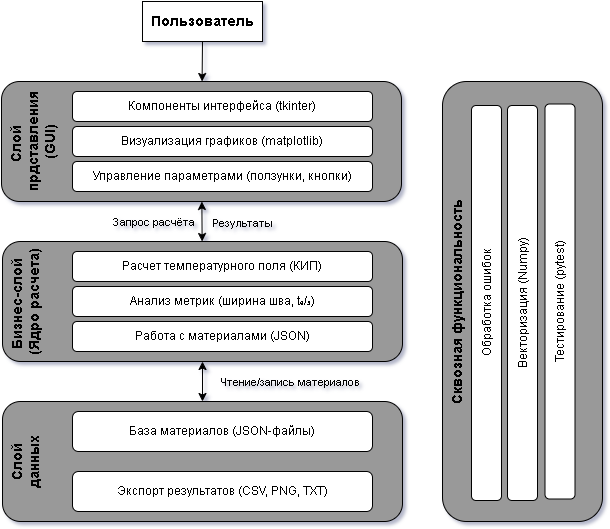 Пользователь
Слой
прдставления
(GUI)
Компоненты интерфейса (tkinter)
Визуализация графиков (matplotlib)
Управление параметрами (ползунки, кнопки)
Запрос расчёта
Результаты
Бизнес-слой
(Ядро расчета)
Расчет температурного поля (КИП)
Анализ метрик (ширина шва, t₈/₅)
Работа с материалами (JSON)
Чтение/запись материалов
Слой
данных
База материалов (JSON-файлы)
Экспорт результатов (CSV, PNG, TXT)
Сквозная функциональность
Обработка ошибок
Векторизация (Numpy)
Тестирование (pytest)